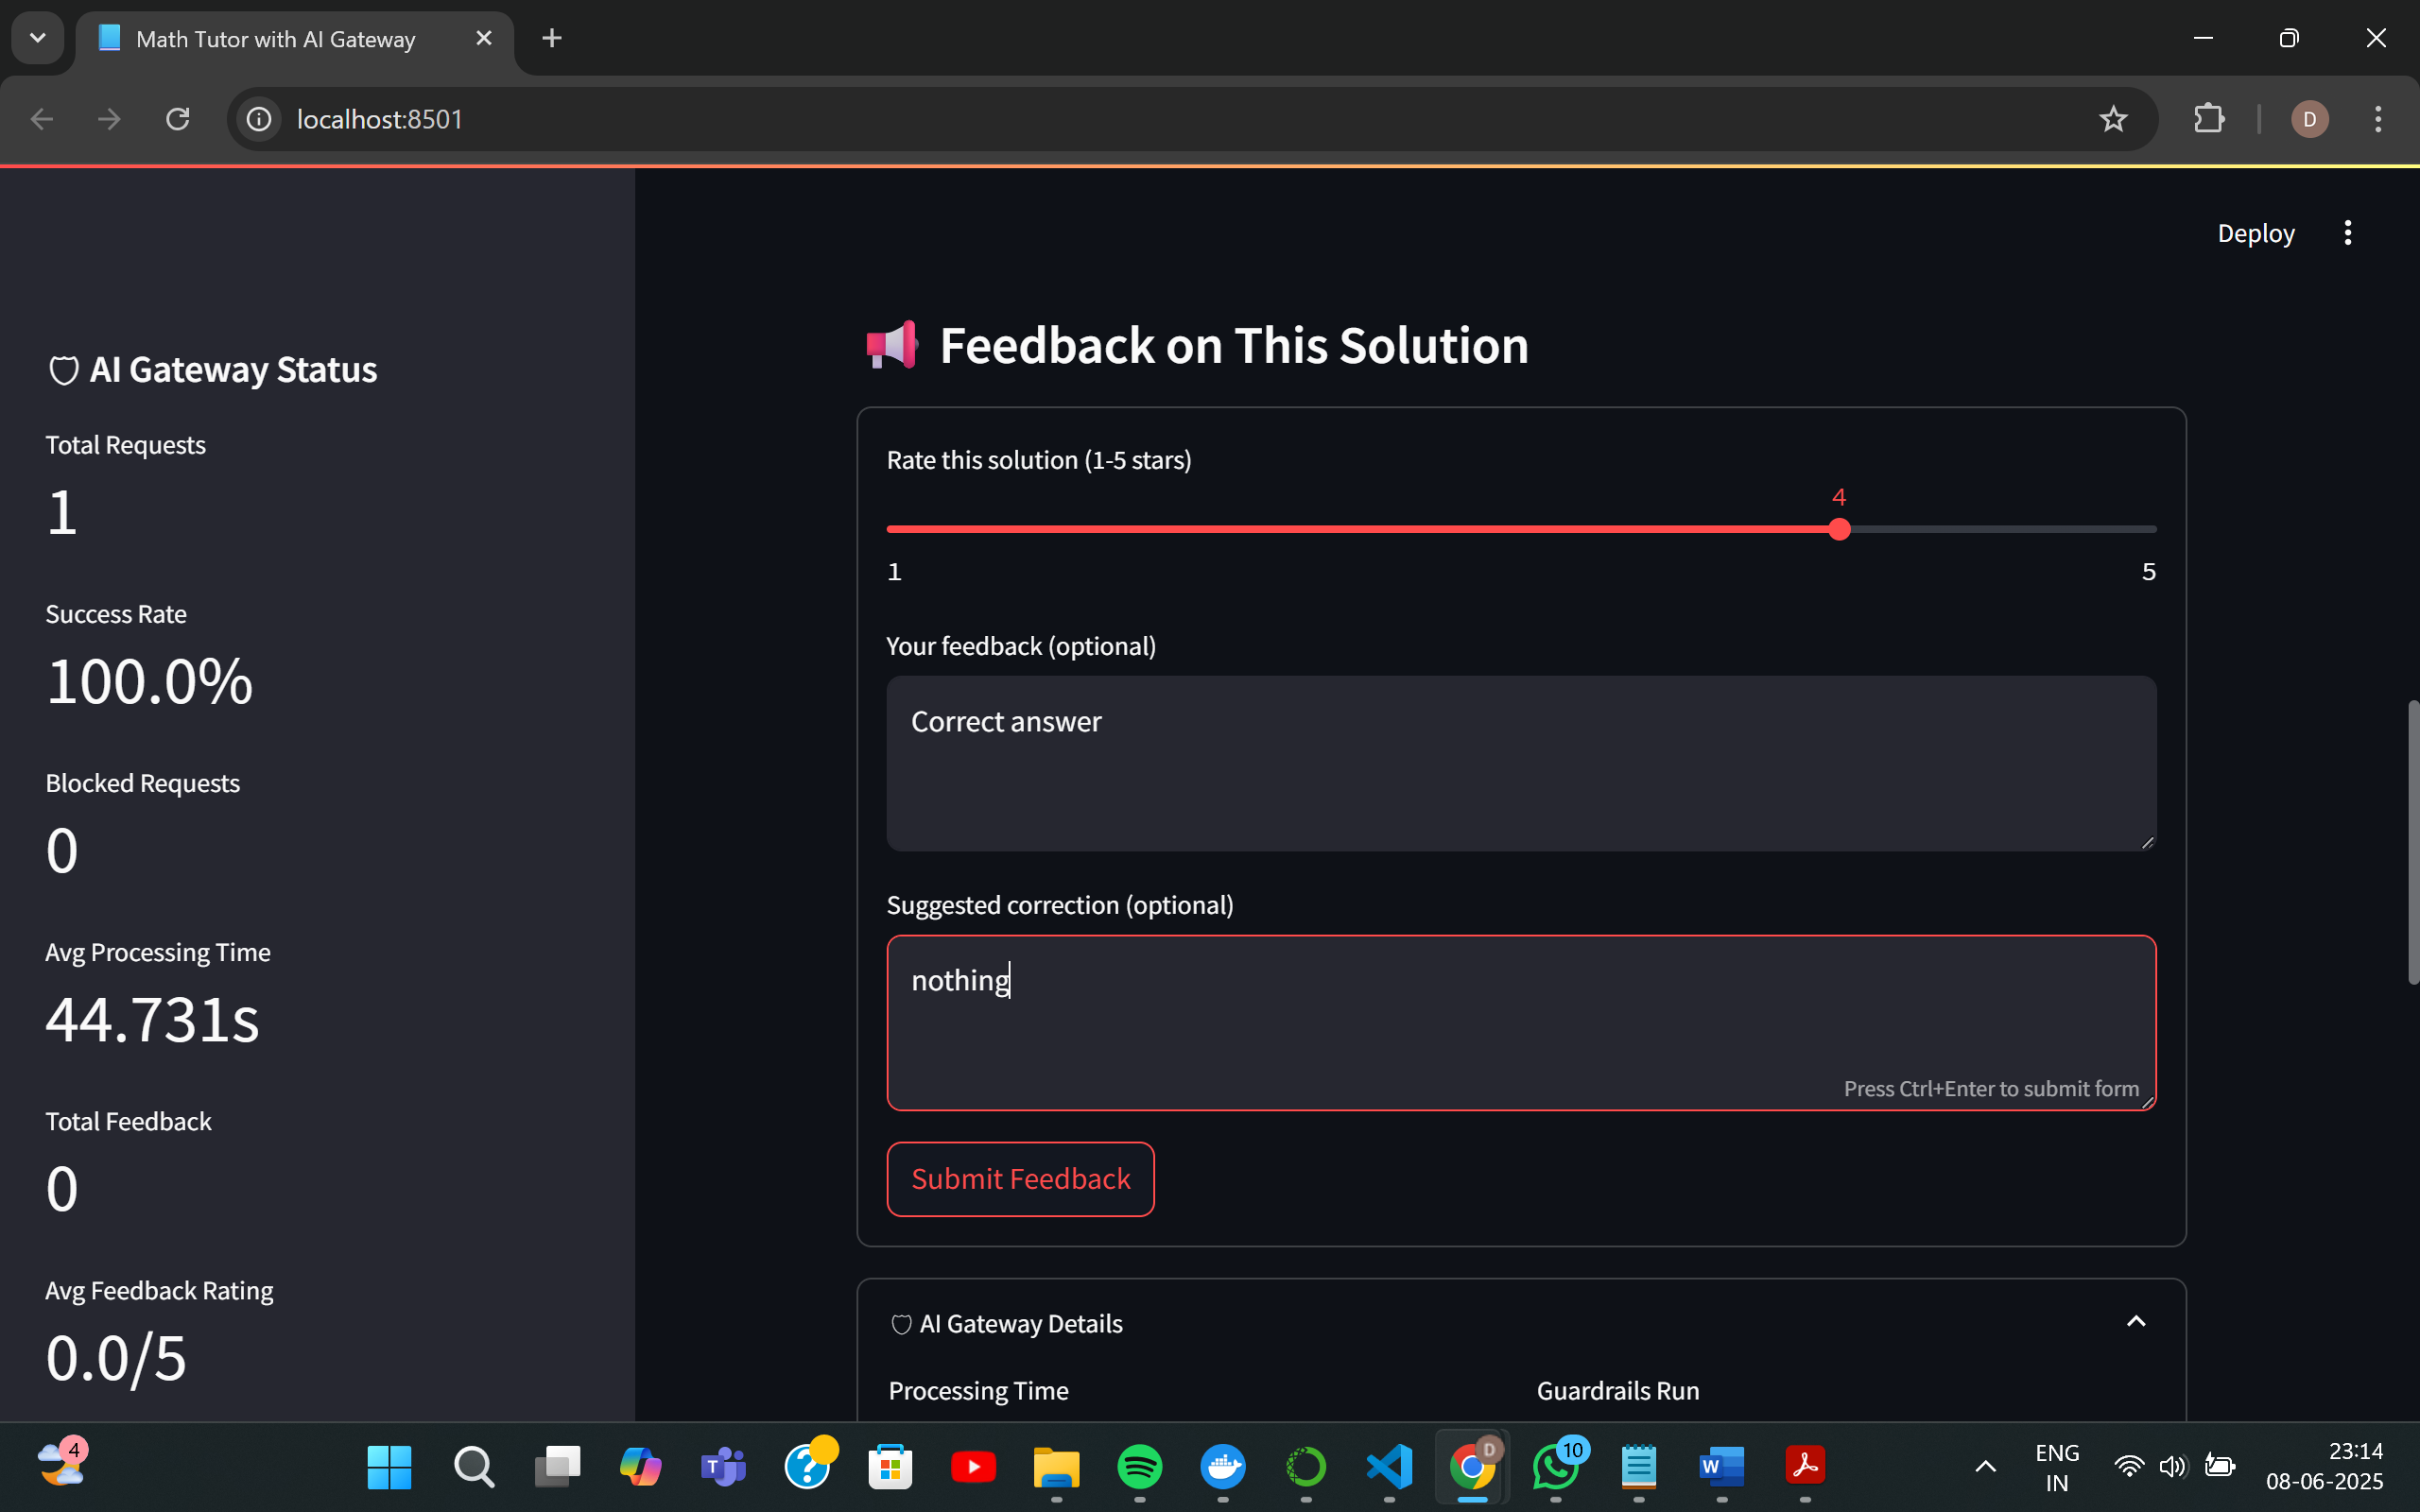 Math Tutor with AI Gateway
localhost:8501
D
Deploy
AI Gateway Status
Total Requests
1
Success Rate
100.0%
Blocked Requests
0
Avg Processing Time
44.731s
Total Feedback
0
Avg Feedback Rating
0.0/5
Feedback on This Solution
Rate this solution (1-5 stars)
4
1
5
Your feedback (optional)
Correct answer
Suggested correction (optional)
nothing
Press Ctrl+Enter to submit form
Submit Feedback
AI Gateway Details
Processing Time
Guardrails Run
4
T
?
D
10
W
ENG
IN
23:14
08-06-2025